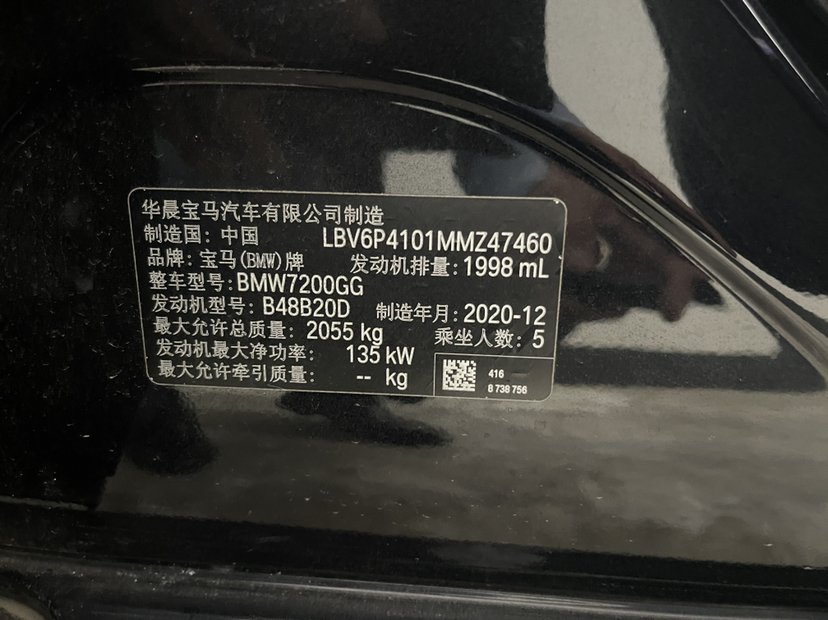 华晨宝马汽车有限公司制造
制造国：中国 LBV6P4101MMZ47460
品牌：宝马(BMW)牌 发动机排量：1998 mL
整车型号：BMW7200GG
发动机型号：B48B20D 制造年月：2020-12
最大允许总质量：2055 kg 乘坐人数：5
发动机最大净功率：135 kW
最大允许牵引质量：-- kg
416
8 738 756